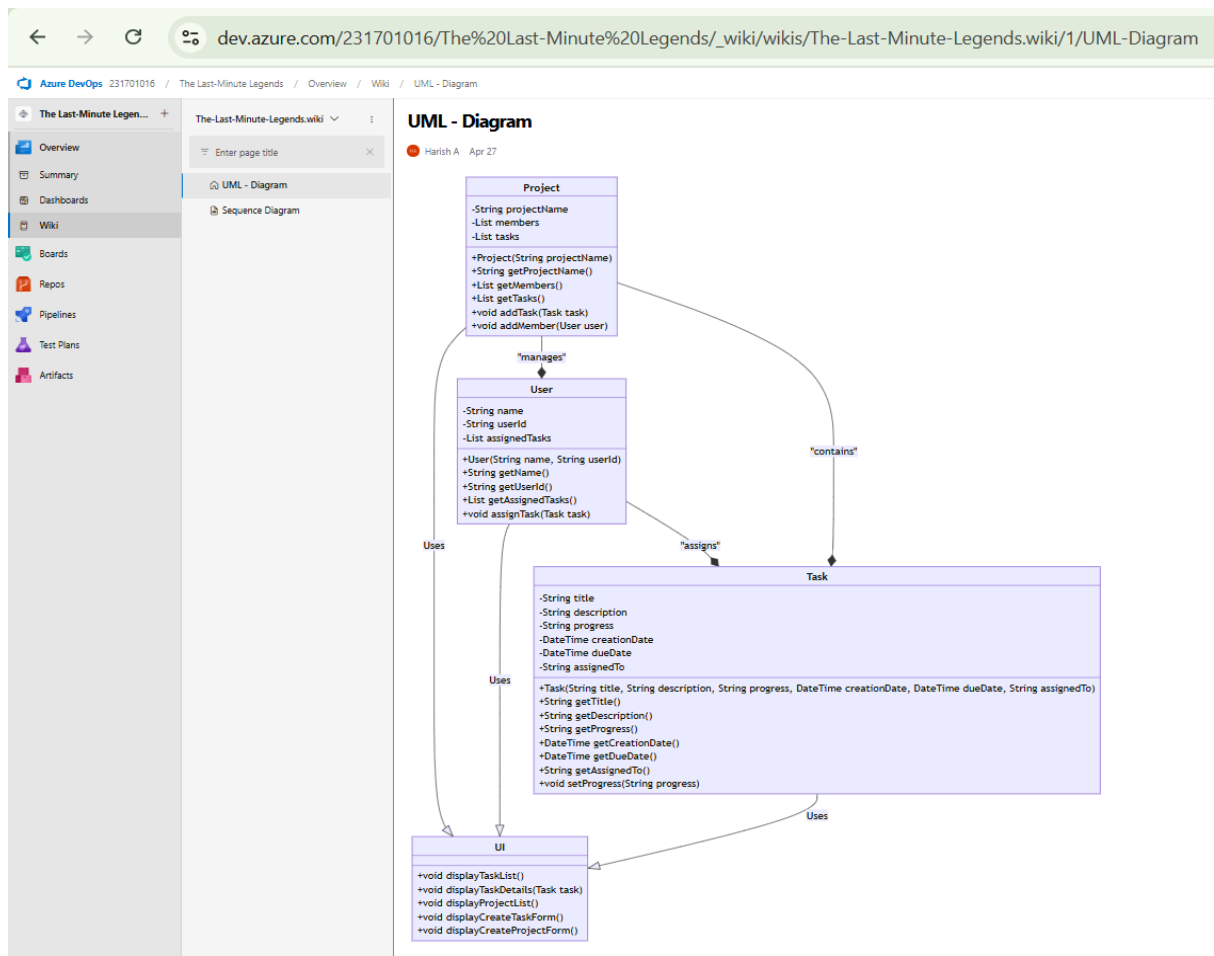 dev.azure.com/231701016/The%20Last-Minute%20Legends/_wiki/wikis/The-Last-Minute-Legends.wiki/1/UML-Diagram
Azure DevOps 231701016 / The Last-Minute Legends / Overview / Wiki / UML - Diagram
The Last-Minute Legen... +
Overview
Summary
Dashboards
Wiki
Boards
Repos
Pipelines
Test Plans
Artifacts
The-Last-Minute-Legends.wiki
Enter page title
UML - Diagram
Sequence Diagram
UML - Diagram
Harish A Apr 27
Project
-String projectName
-List members
-List tasks
+Project(String projectName)
+String getProjectName()
+List getMembers()
+List getTasks()
+void addTask(Task task)
+void addMember(User user)
"manages"
User
-String name
-String userId
-List assignedTasks
+User(String name, String userId)
+String getName()
+String getUserId()
+List getAssignedTasks()
+void assignTask(Task task)
"contains"
Uses
"assigns"
Task
-String title
-String description
-String progress
-DateTime creationDate
-DateTime dueDate
-String assignedTo
+Task(String title, String description, String progress, DateTime creationDate, DateTime dueDate, String assignedTo)
+String getTitle()
+String getDescription()
+String getProgress()
+DateTime getCreationDate()
+DateTime getDueDate()
+String getAssignedTo()
+void setProgress(String progress)
Uses
Uses
UI
+void displayTaskList()
+void displayTaskDetails(Task task)
+void displayProjectList()
+void displayCreateTaskForm()
+void displayCreateProjectForm()